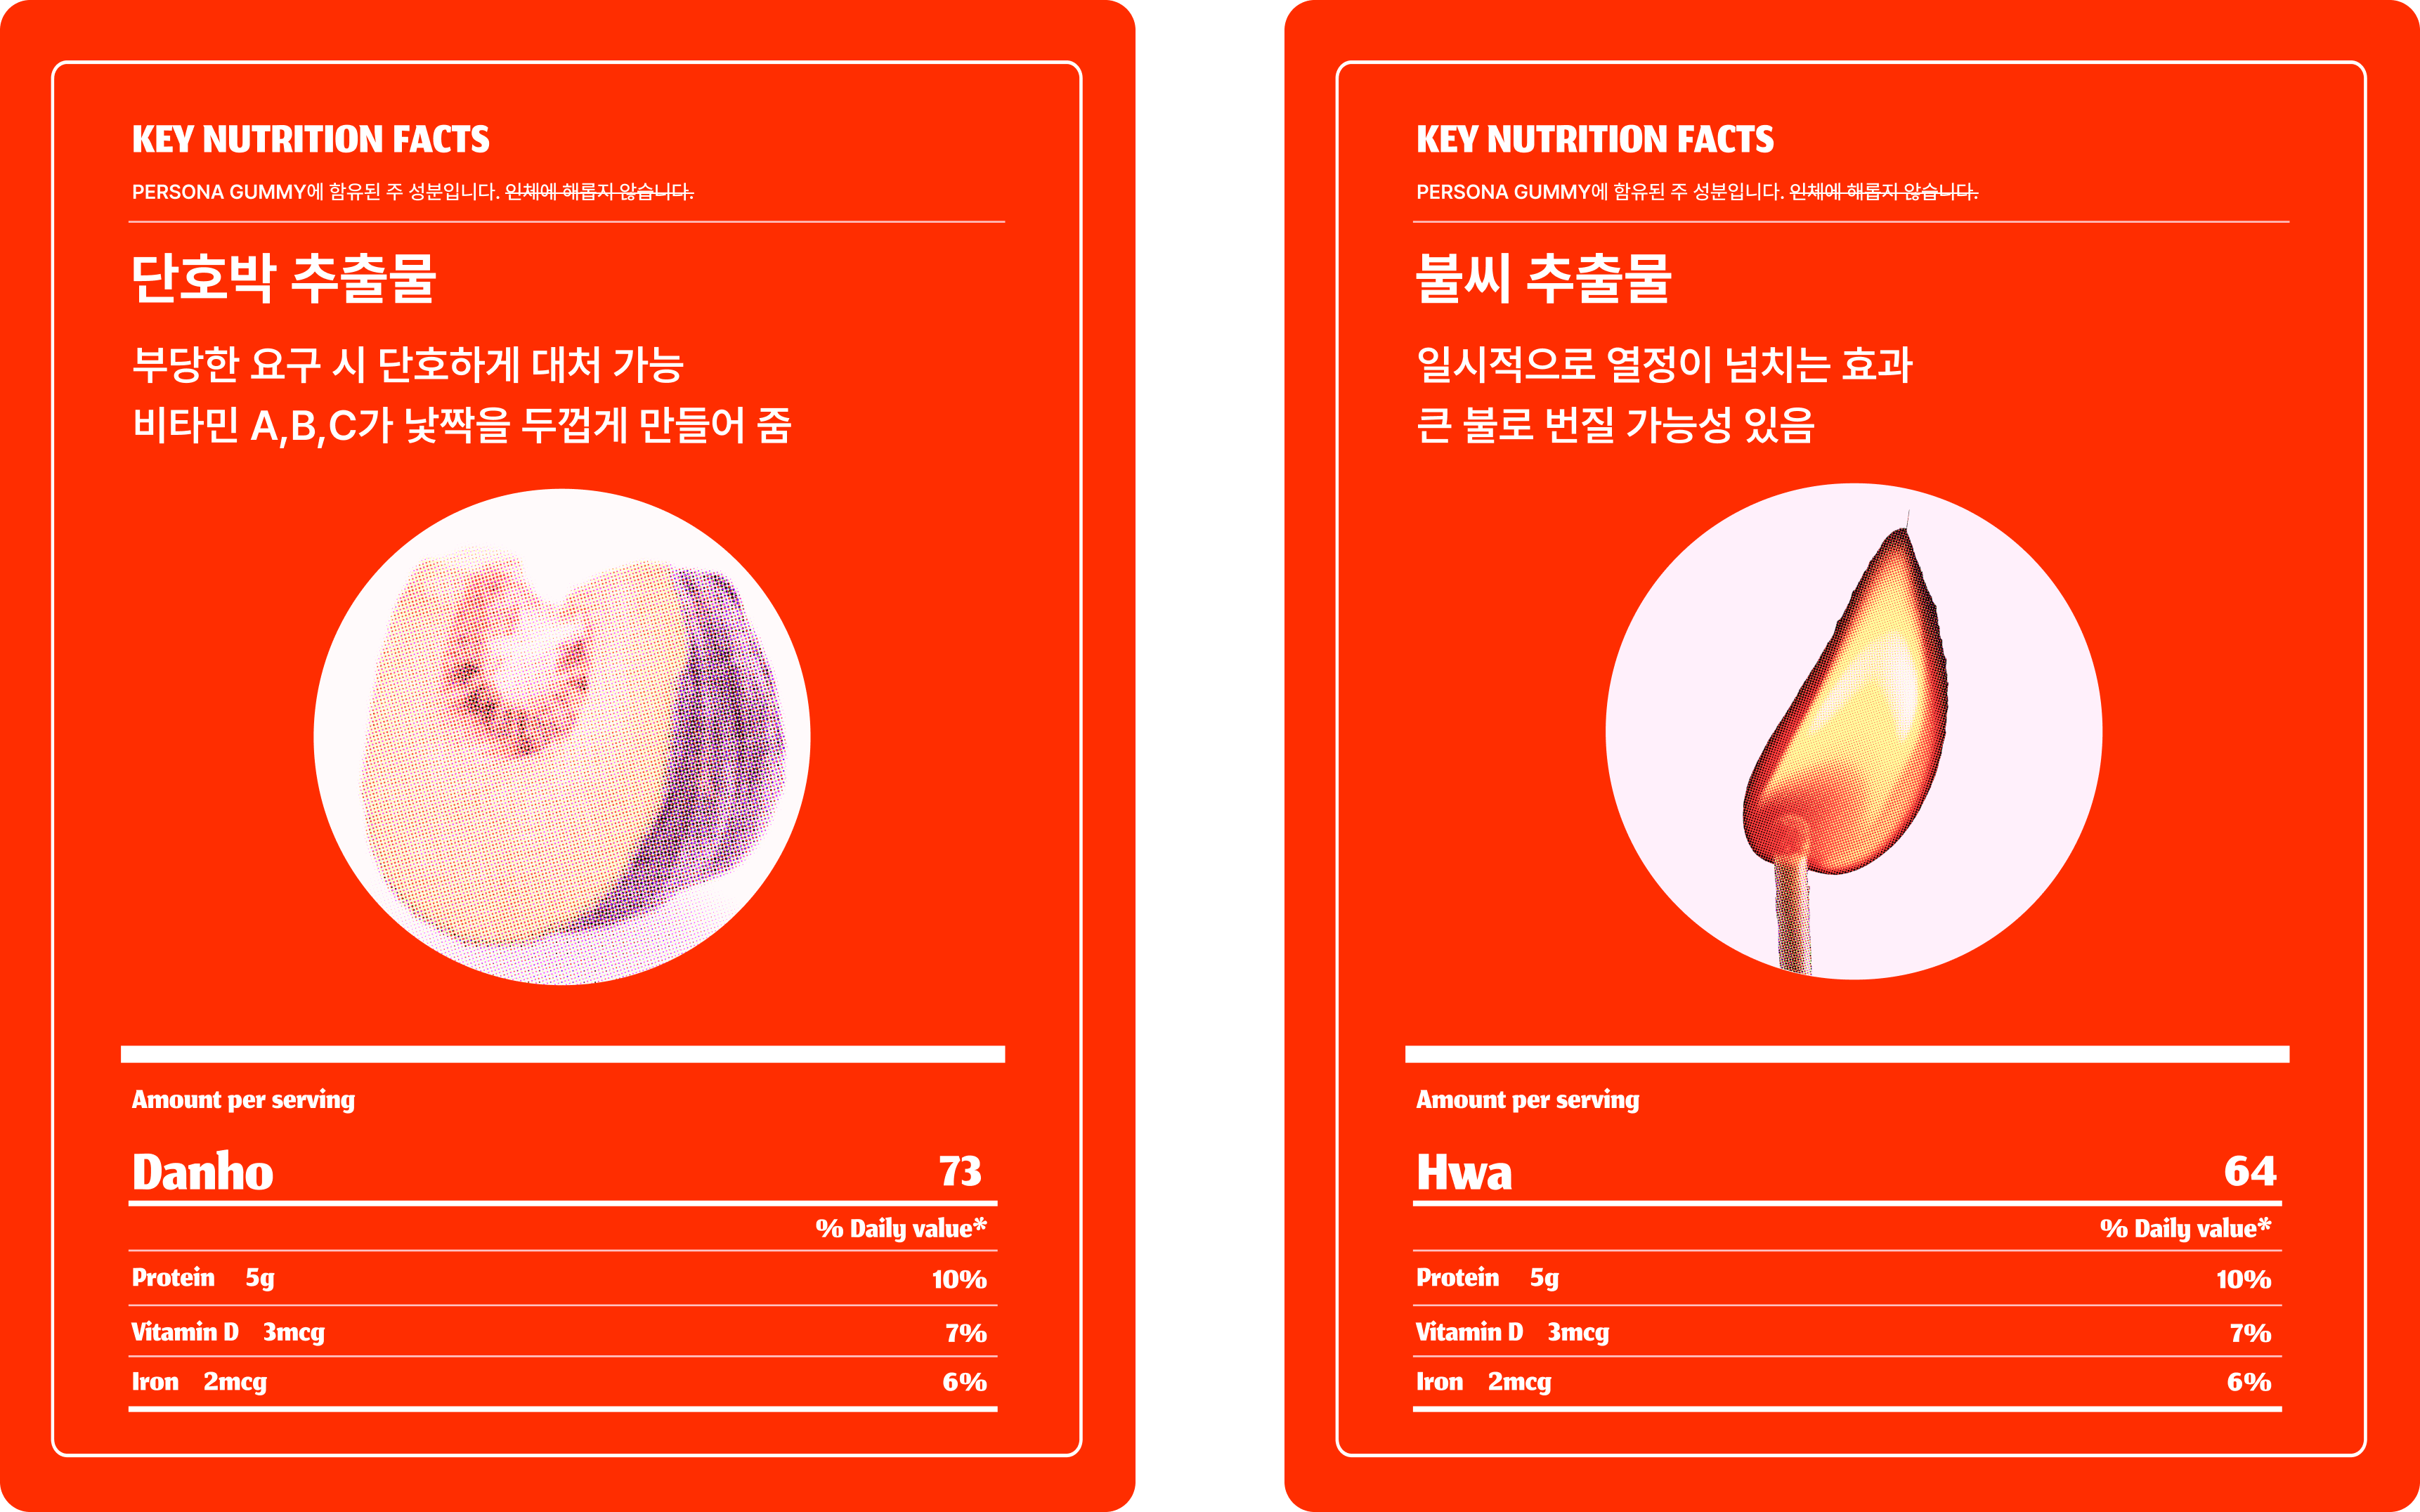 KEY NUTRITION FACTS
PERSONA GUMMY에 함유된 주 성분입니다. 인체에 해롭지 않습니다.
단호박 추출물
부당한 요구 시 단호하게 대처 가능
비타민 A,B,C가 낯짝을 두껍게 만들어 줌
Amount per serving
Danho 73
% Daily value*
Protein 5g 10%
Vitamin D 3mcg 7%
Iron 2mcg 6%
KEY NUTRITION FACTS
PERSONA GUMMY에 함유된 주 성분입니다. 인체에 해롭지 않습니다.
불씨 추출물
일시적으로 열정이 넘치는 효과
큰 불로 번질 가능성 있음
Amount per serving
Hwa 64
% Daily value*
Protein 5g 10%
Vitamin D 3mcg 7%
Iron 2mcg 6%